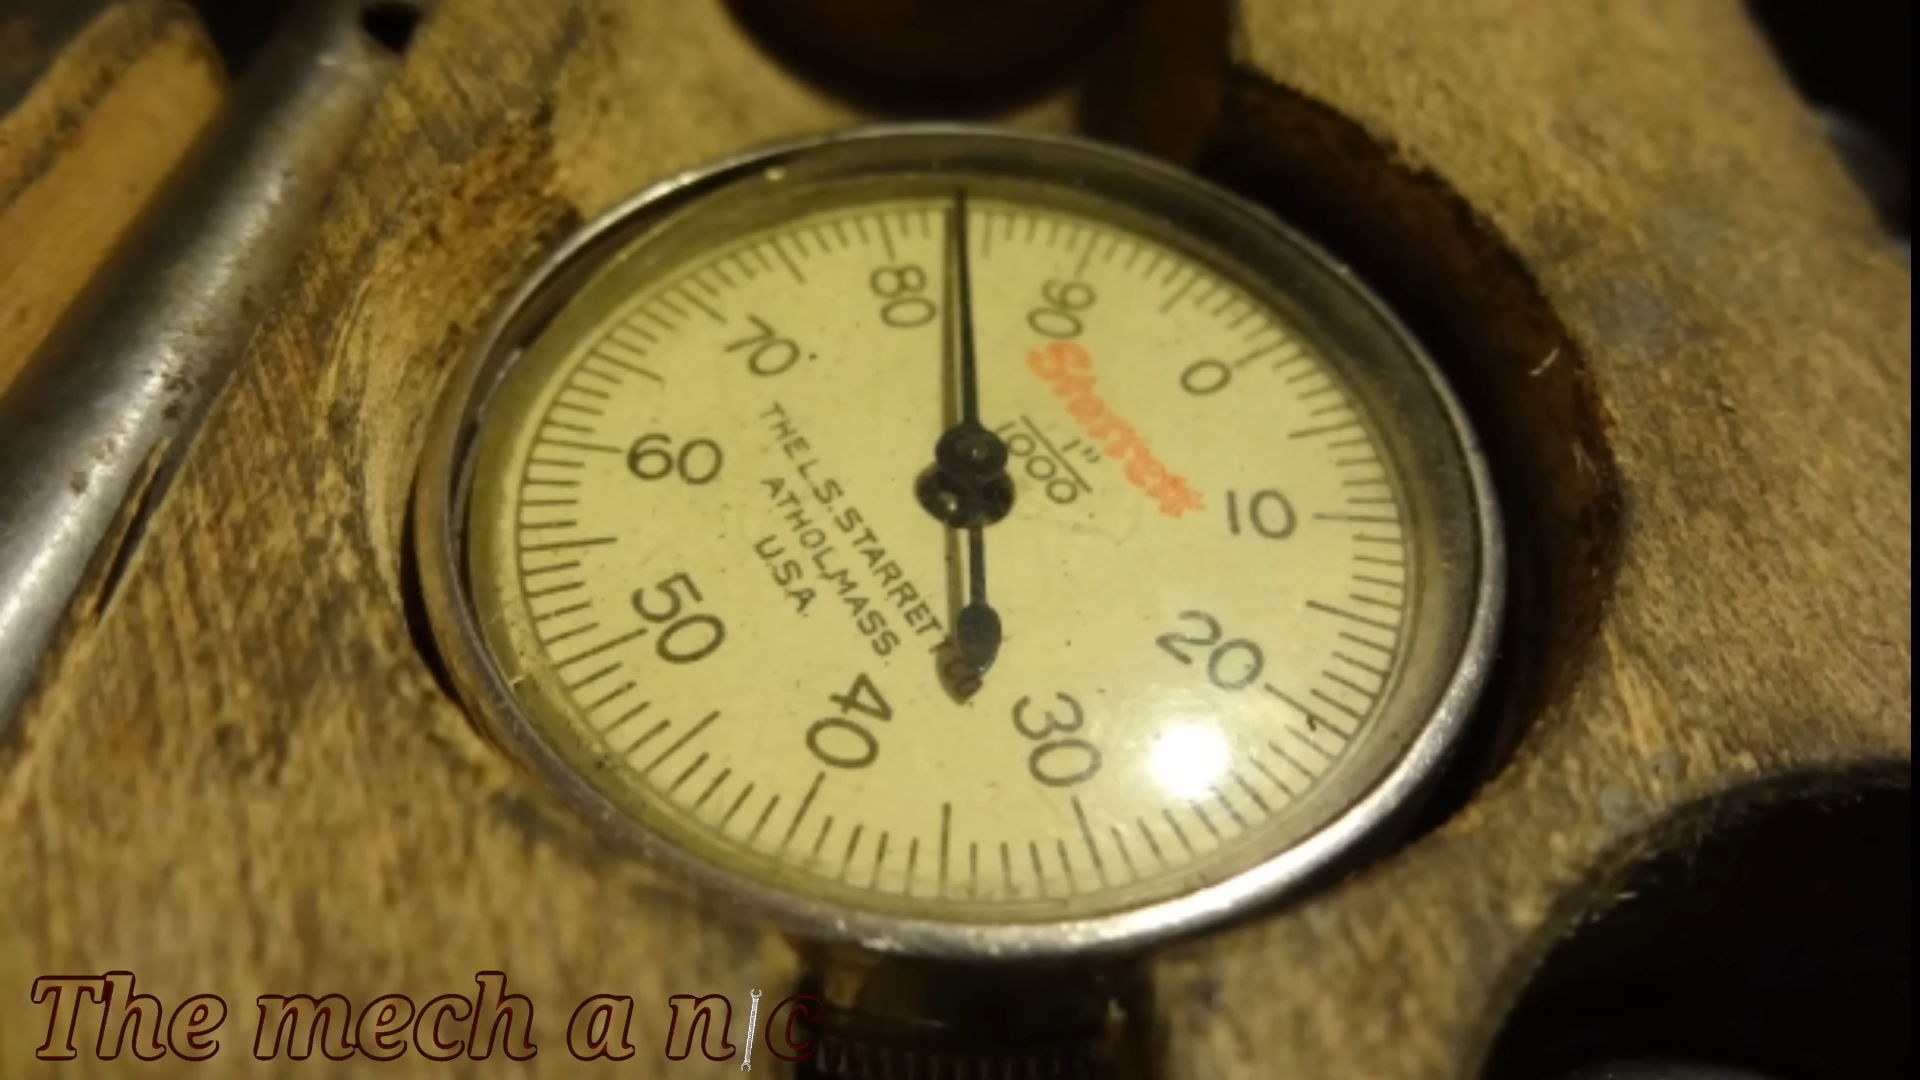 80
90
70
0
Starrett
1"
1000
60
10
THE L.S. STARRETT
ATHOL, MASS.
U.S.A.
50
20
40
30
The mech a nic